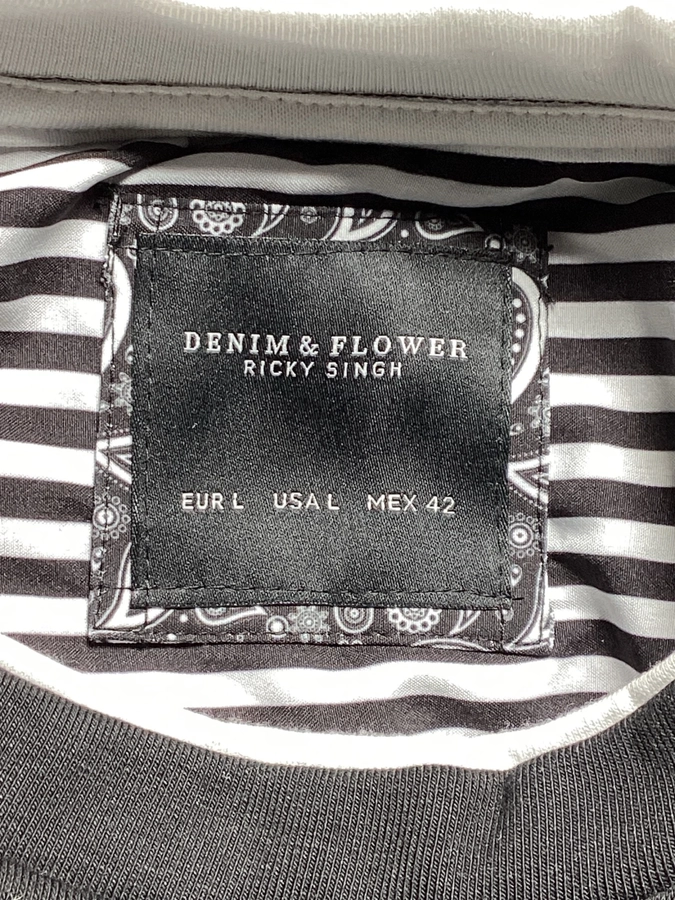 DENIM & FLOWER
RICKY SINGH
EUR L USA L MEX 42